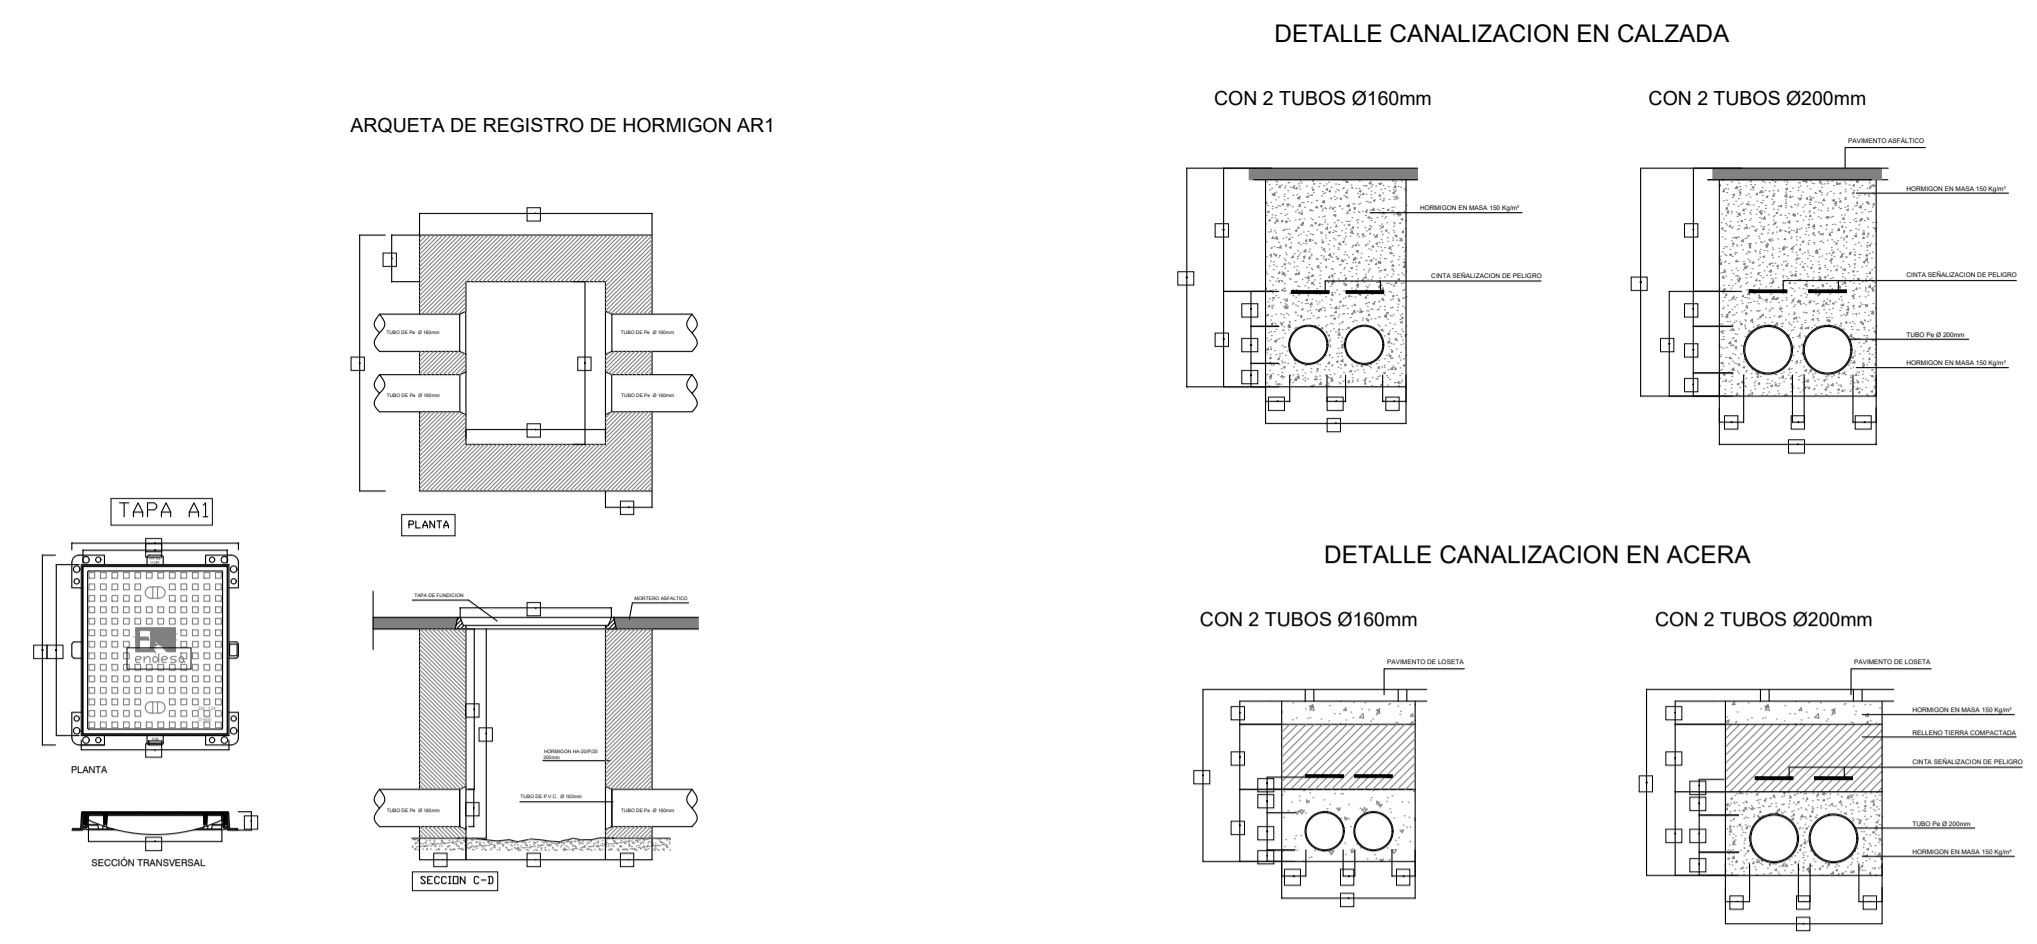 DETALLE CANALIZACION EN CALZADA
CON 2 TUBOS Ø160mm
CON 2 TUBOS Ø200mm
ARQUETA DE REGISTRO DE HORMIGON AR1
PAVIMENTO ASFÁLTICO
HORMIGON EN MASA 150 Kg/m³
HORMIGON EN MASA 150 Kg/m³
CINTA SEÑALIZACION DE PELIGRO
CINTA SEÑALIZACION DE PELIGRO
TUBO Pe Ø 200mm
HORMIGON EN MASA 150 Kg/m³
TUBO DE Pe Ø 160mm
TUBO DE Pe Ø 160mm
TUBO DE Pe Ø 160mm
TUBO DE Pe Ø 160mm
PLANTA
TAPA A1
endesa
PLANTA
SECCIÓN TRANSVERSAL
TAPA DE FUNDICION
MORTERO ASFALTICO
HORMIGON HA-20/P/20
200mm
TUBO DE P.V.C. Ø 160mm
TUBO DE Pe Ø 160mm
TUBO DE Pe Ø 160mm
SECCION C-D
DETALLE CANALIZACION EN ACERA
CON 2 TUBOS Ø160mm
CON 2 TUBOS Ø200mm
PAVIMENTO DE LOSETA
PAVIMENTO DE LOSETA
HORMIGON EN MASA 150 Kg/m³
RELLENO TIERRA COMPACTADA
CINTA SEÑALIZACION DE PELIGRO
TUBO Pe Ø 200mm
HORMIGON EN MASA 150 Kg/m³